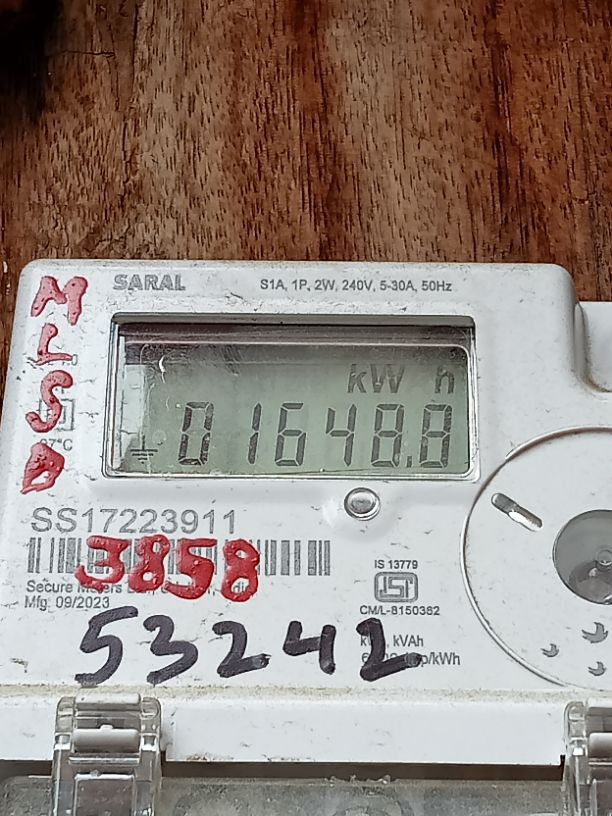 SARAL
S1A, 1P, 2W, 240V, 5-30A, 50Hz
MLSD
kW h
01648.8
SS17223911
3858
IS 13779
Secure Meters
Mfg: 09/2023
CM/L-8150362
53242
kVAh